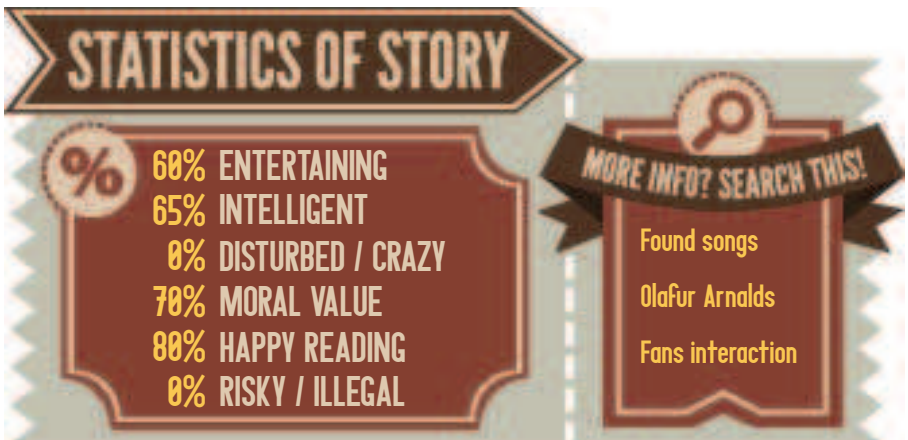 STATISTICS OF STORY
%
60% ENTERTAINING
65% INTELLIGENT
0% DISTURBED / CRAZY
70% MORAL VALUE
80% HAPPY READING
0% RISKY / ILLEGAL
MORE INFO? SEARCH THIS!
Found songs
Olafur Arnalds
Fans interaction